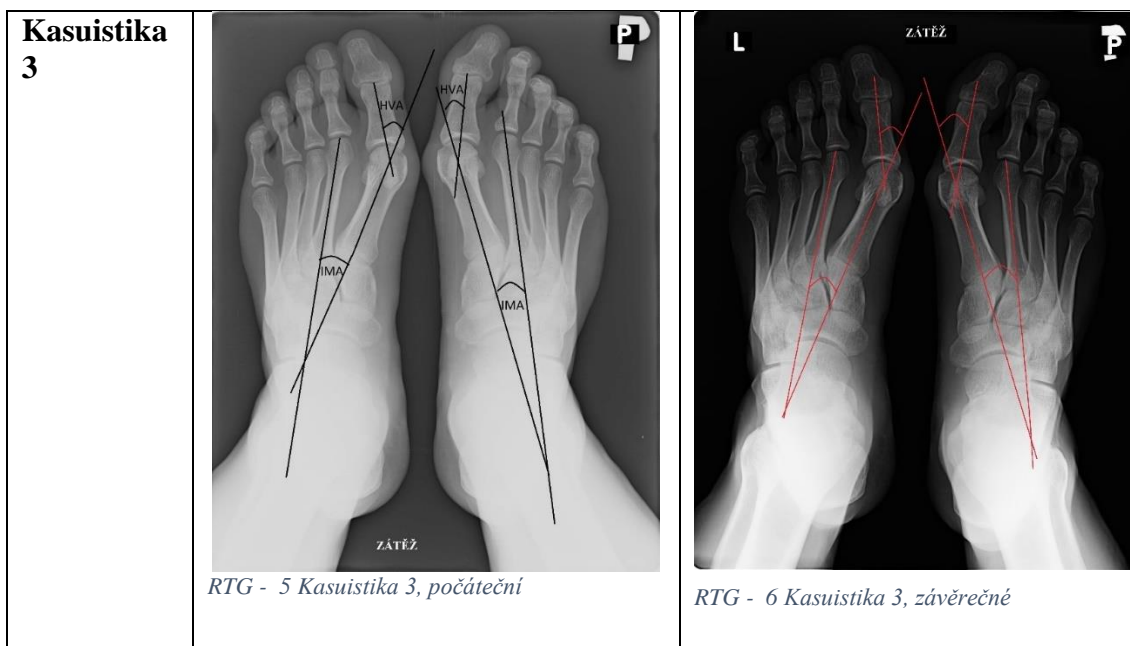 Kasuistika
3
P
HVA
HVA
IMA
IMA
ZÁTĚŽ
RTG - 5 Kasuistika 3, počáteční
L
ZÁTĚŽ
P
RTG - 6 Kasuistika 3, závěrečné